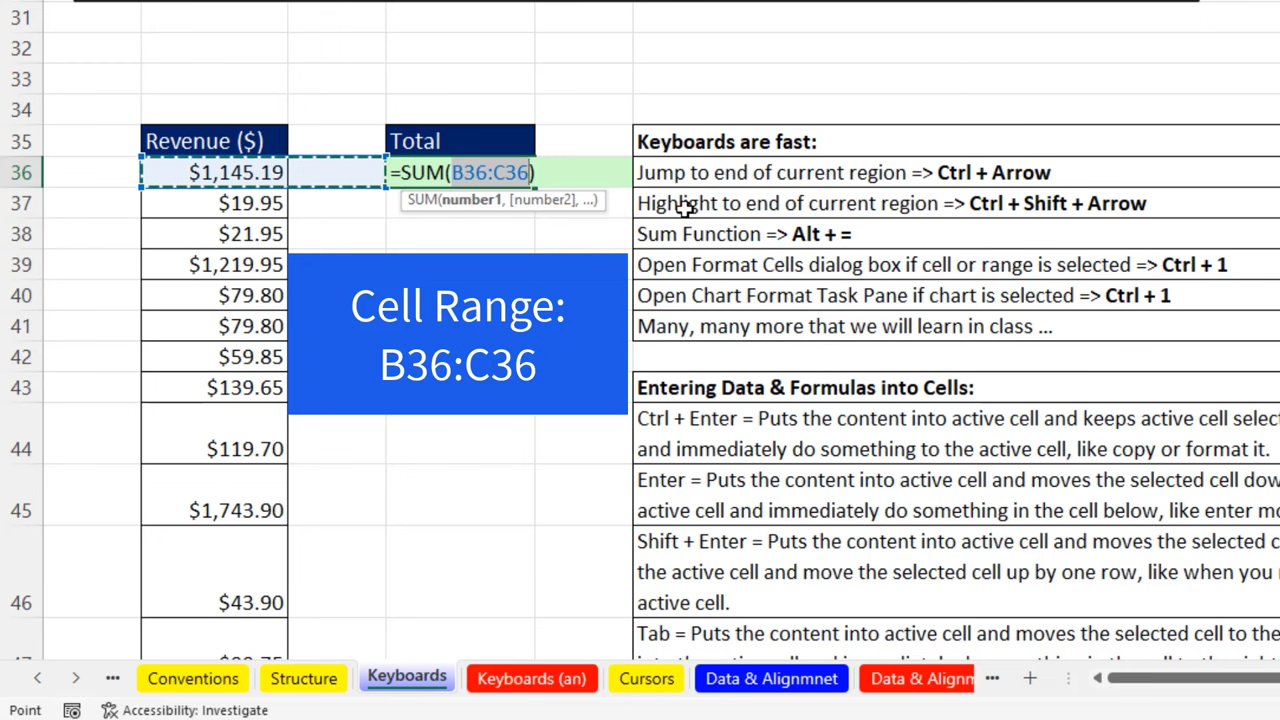 31
32
33
34
35 Revenue ($) Total Keyboards are fast:
36 $1,145.19 =SUM(B36:C36) Jump to end of current region => Ctrl + Arrow
37 $19.95 SUM(number1, [number2], ...) Highlight to end of current region => Ctrl + Shift + Arrow
38 $21.95 Sum Function => Alt + =
39 $1,219.95 Open Format Cells dialog box if cell or range is selected => Ctrl + 1
Cell Range:
40 $79.80 Open Chart Format Task Pane if chart is selected => Ctrl + 1
41 $79.80 Many, many more that we will learn in class ...
B36:C36
42 $59.85
43 $139.65 Entering Data & Formulas into Cells:
Ctrl + Enter = Puts the content into active cell and keeps active cell select
44 $119.70 and immediately do something to the active cell, like copy or format it.
Enter = Puts the content into active cell and moves the selected cell dow
45 $1,743.90 active cell and immediately do something in the cell below, like enter mo
Shift + Enter = Puts the content into active cell and moves the selected c
the active cell and move the selected cell up by one row, like when you
46 $43.90 active cell.
Tab = Puts the content into active cell and moves the selected cell to the
Conventions Structure Keyboards Keyboards (an) Cursors Data & Alignmnet Data & Alignm
Point Accessibility: Investigate